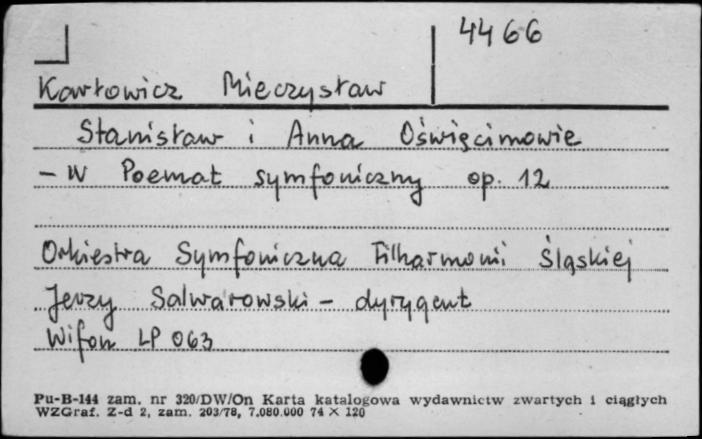 4466
Karłowicz Mieczysław
Stanisław i Anna Oświęcimowie
- W Poemat symfoniczny op. 12
Orkiestra Symfoniczna Filharmonii Śląskiej
Jerzy Salwarowski - dyrygent
Wifon LP 063
Pu-B-144 zam. nr 320/DW/On Karta katalogowa wydawnictw zwartych i ciągłych
WZGraf. Z-d 2, zam. 203/78, 7.080.000 74 × 120